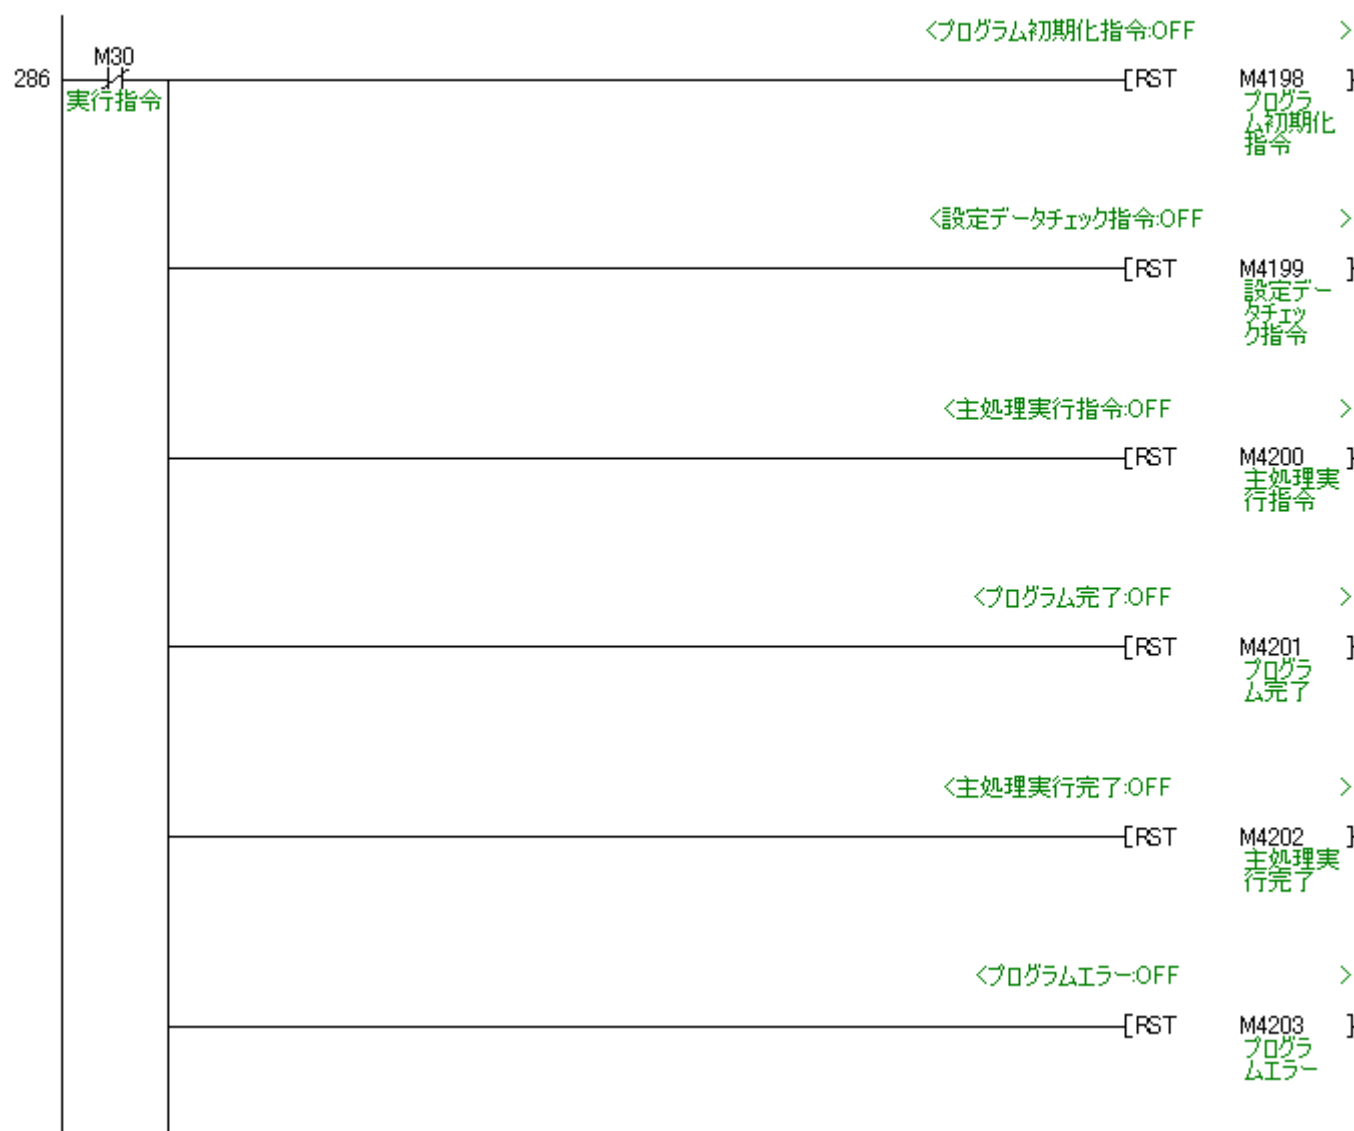 <プログラム初期化指令:OFF >
M30
286
[RST M4198 ]
実行指令
プログラ
ム初期化
指令
<設定データチェック指令:OFF >
[RST M4199 ]
設定デー
タチェッ
ク指令
<主処理実行指令:OFF >
[RST M4200 ]
主処理実
行指令
<プログラム完了:OFF >
[RST M4201 ]
プログラ
ム完了
<主処理実行完了:OFF >
[RST M4202 ]
主処理実
行完了
<プログラムエラー:OFF >
[RST M4203 ]
プログラ
ムエラー